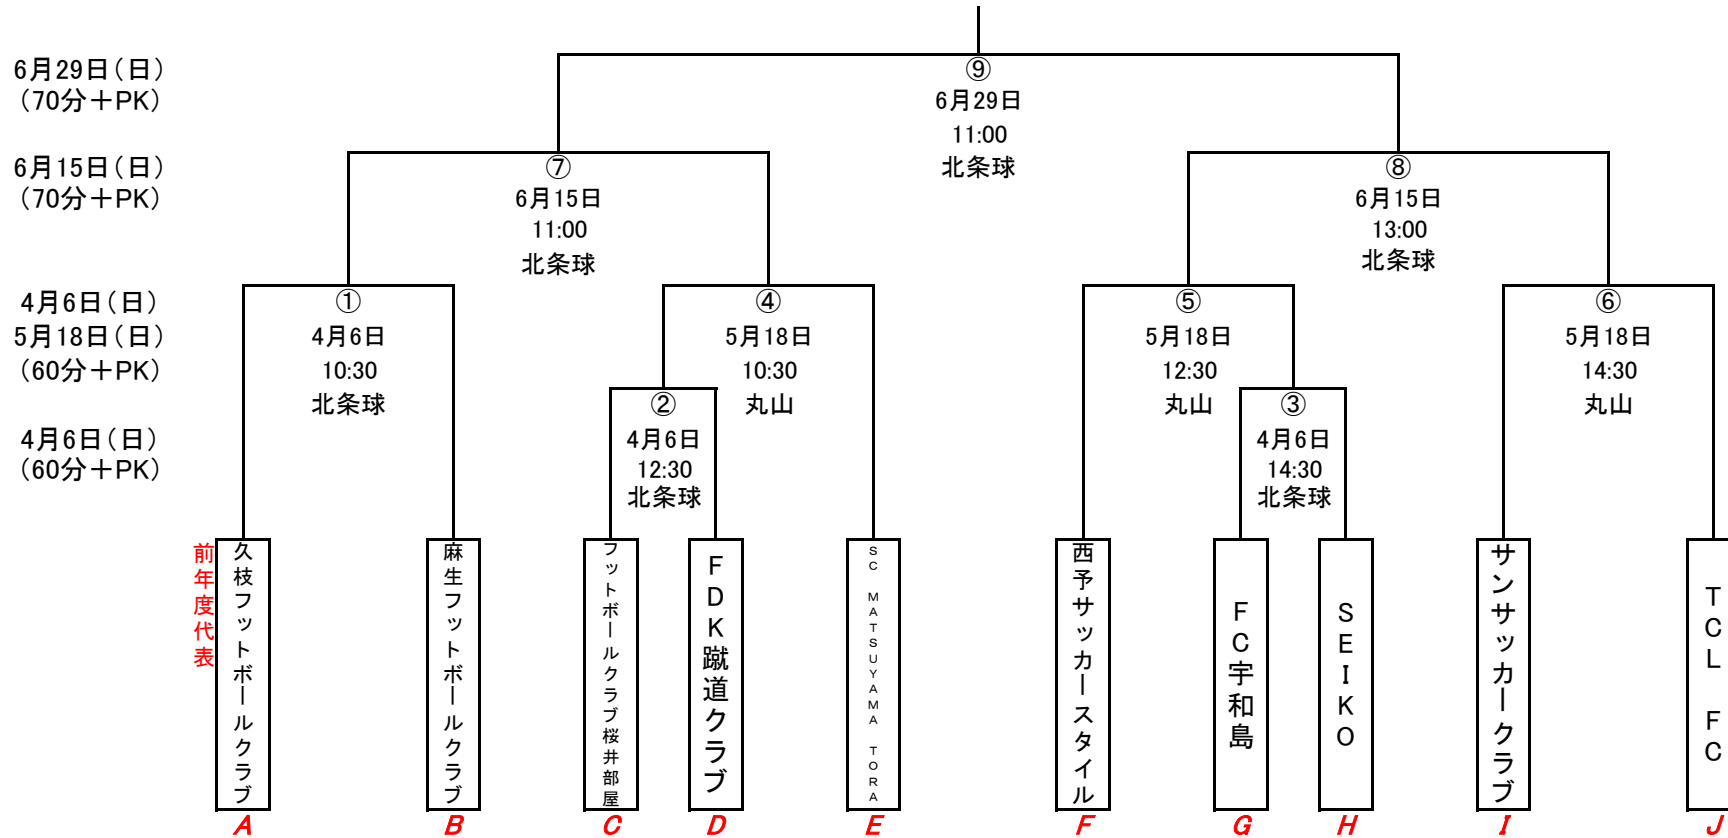 6月29日(日)
(70分+PK)
⑨
6月29日
11:00
北条球
6月15日(日)
(70分+PK)
⑦
6月15日
11:00
北条球
⑧
6月15日
13:00
北条球
4月6日(日)
5月18日(日)
(60分+PK)
①
4月6日
10:30
北条球
④
5月18日
10:30
丸山
⑤
5月18日
12:30
丸山
⑥
5月18日
14:30
丸山
4月6日(日)
(60分+PK)
②
4月6日
12:30
北条球
③
4月6日
14:30
北条球
前年度代表
久枝フットボールクラブ
麻生フットボールクラブ
フットボールクラブ桜井部屋
FDK蹴道クラブ
SC MATSUYAMA TORA
西予サッカースタイル
FC宇和島
SEIKO
サンサッカークラブ
TCL FC
A
B
C
D
E
F
G
H
I
J